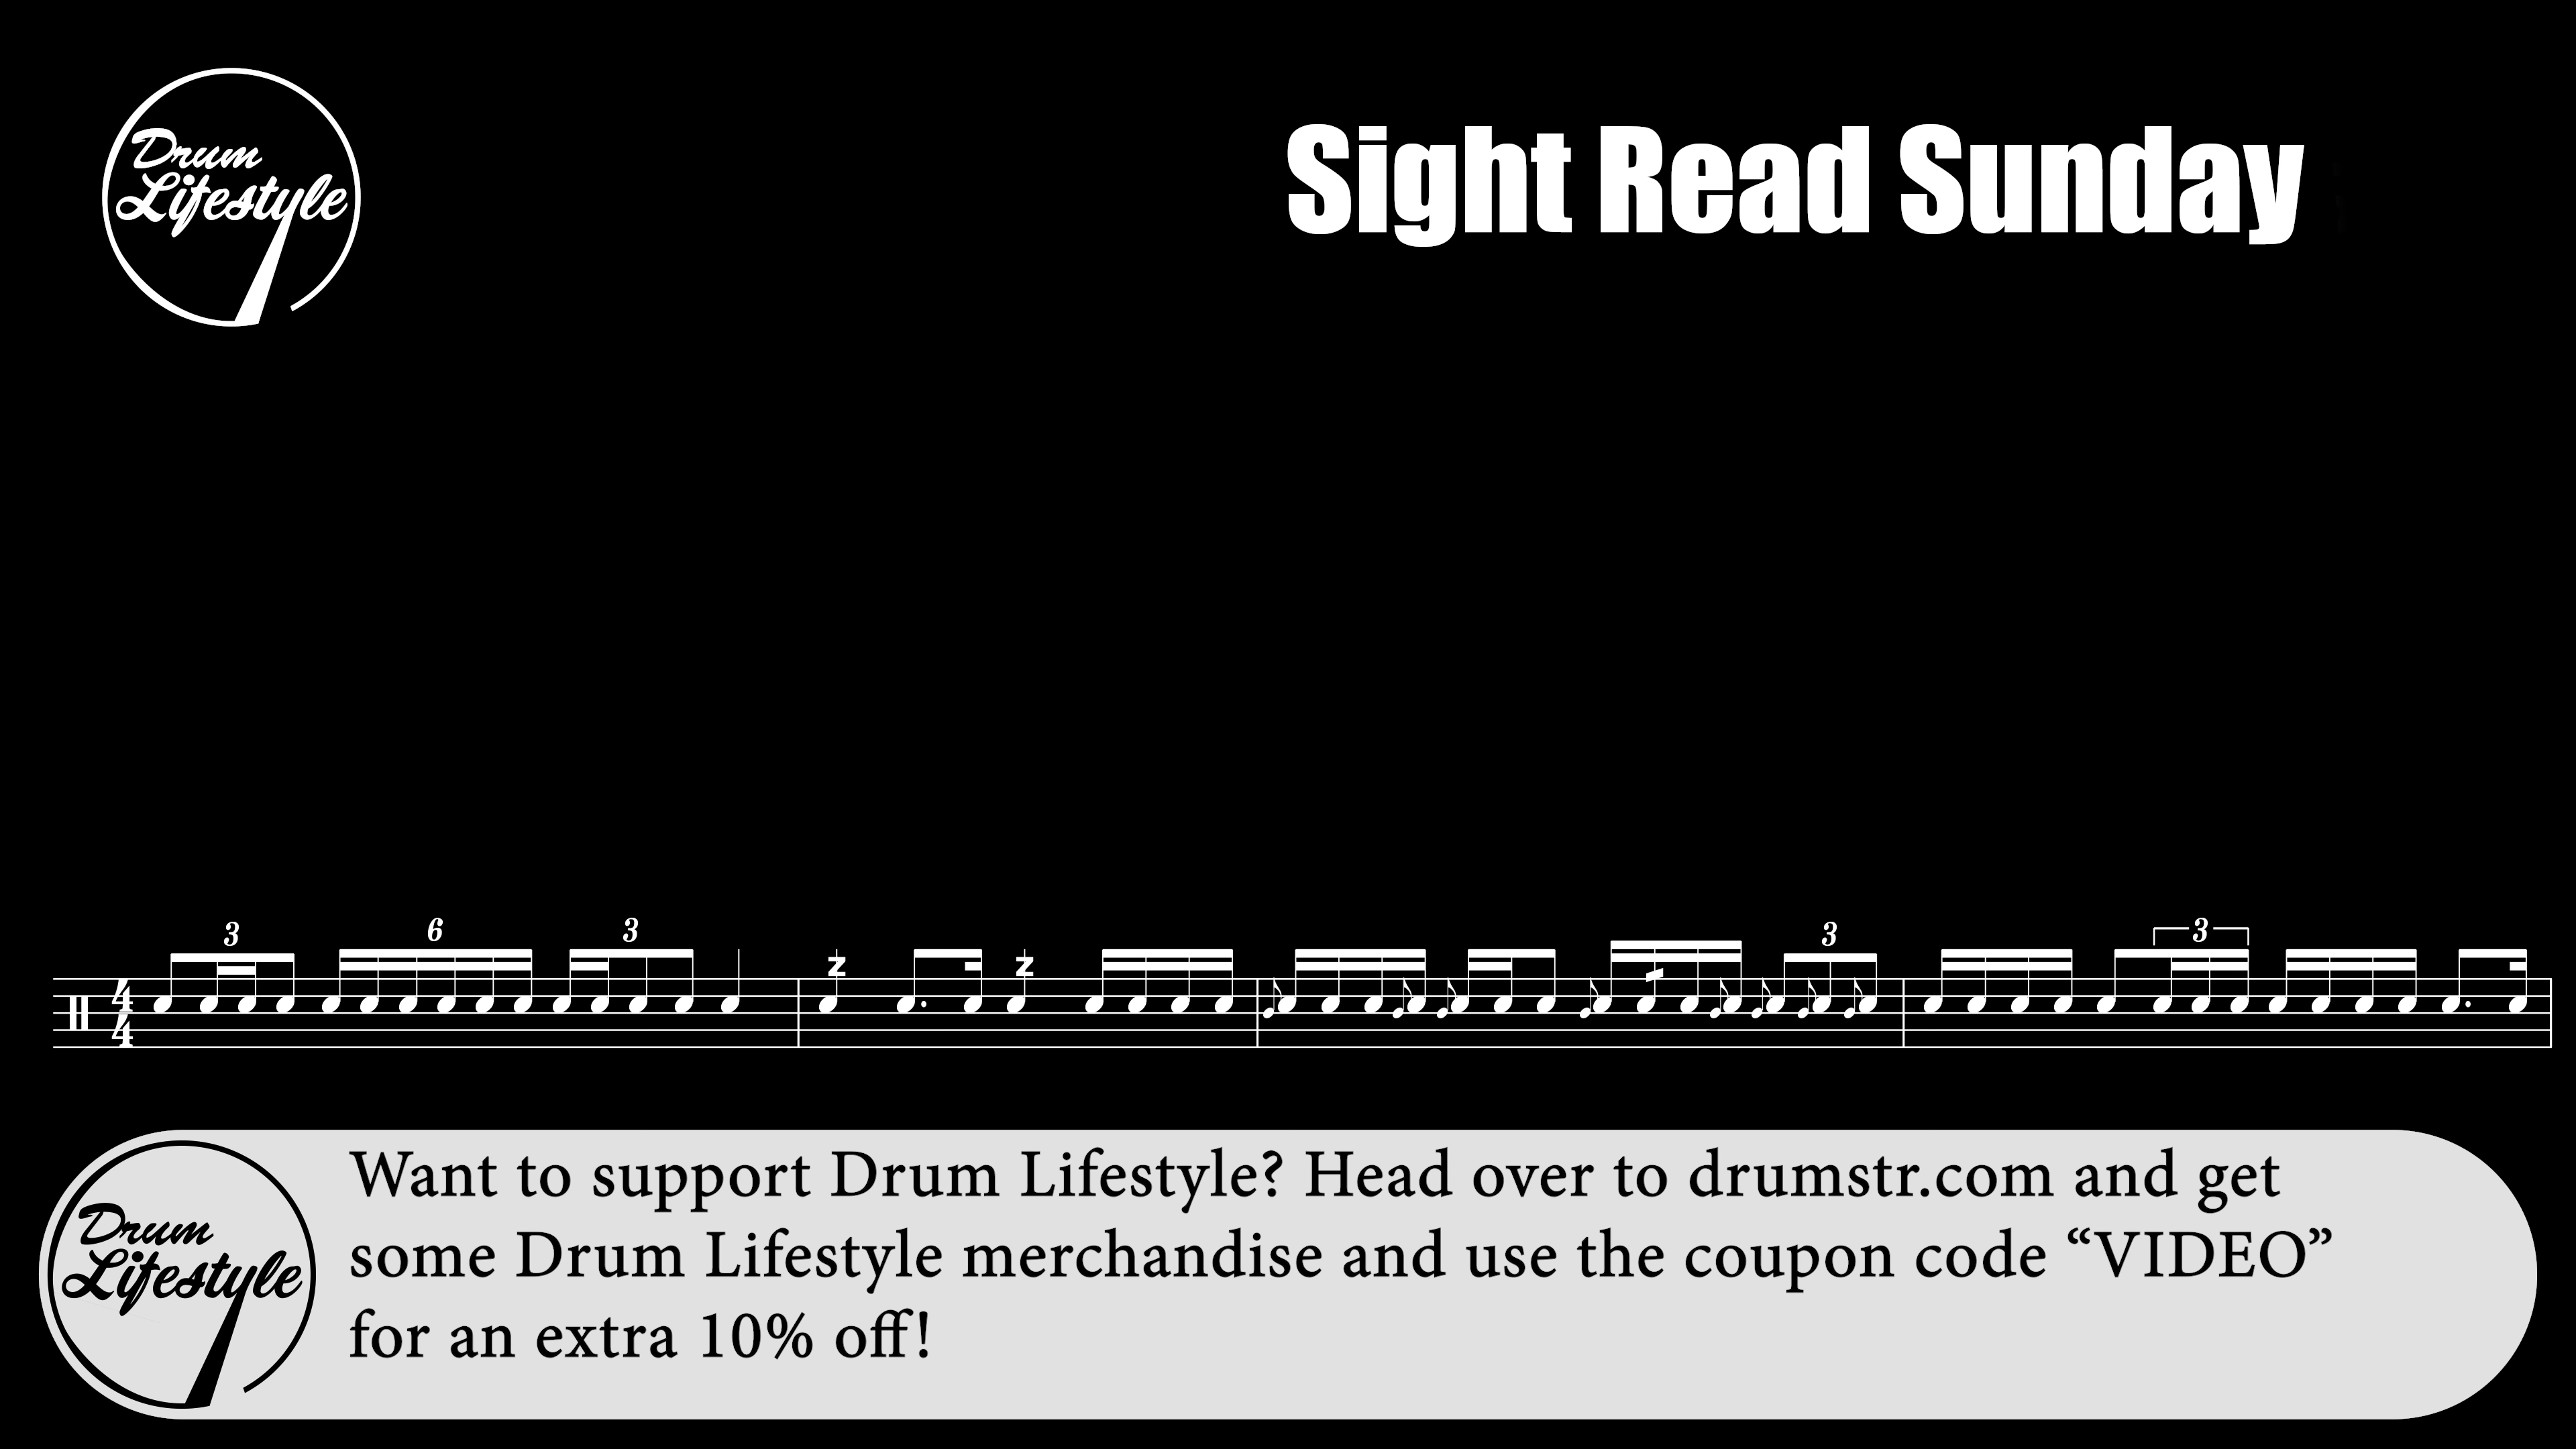 Drum
Lifestyle
Sight Read Sunday
3 6 3 3 3
4
4
z z
Drum
Lifestyle
Want to support Drum Lifestyle? Head over to drumstr.com and get
some Drum Lifestyle merchandise and use the coupon code “VIDEO”
for an extra 10% off!